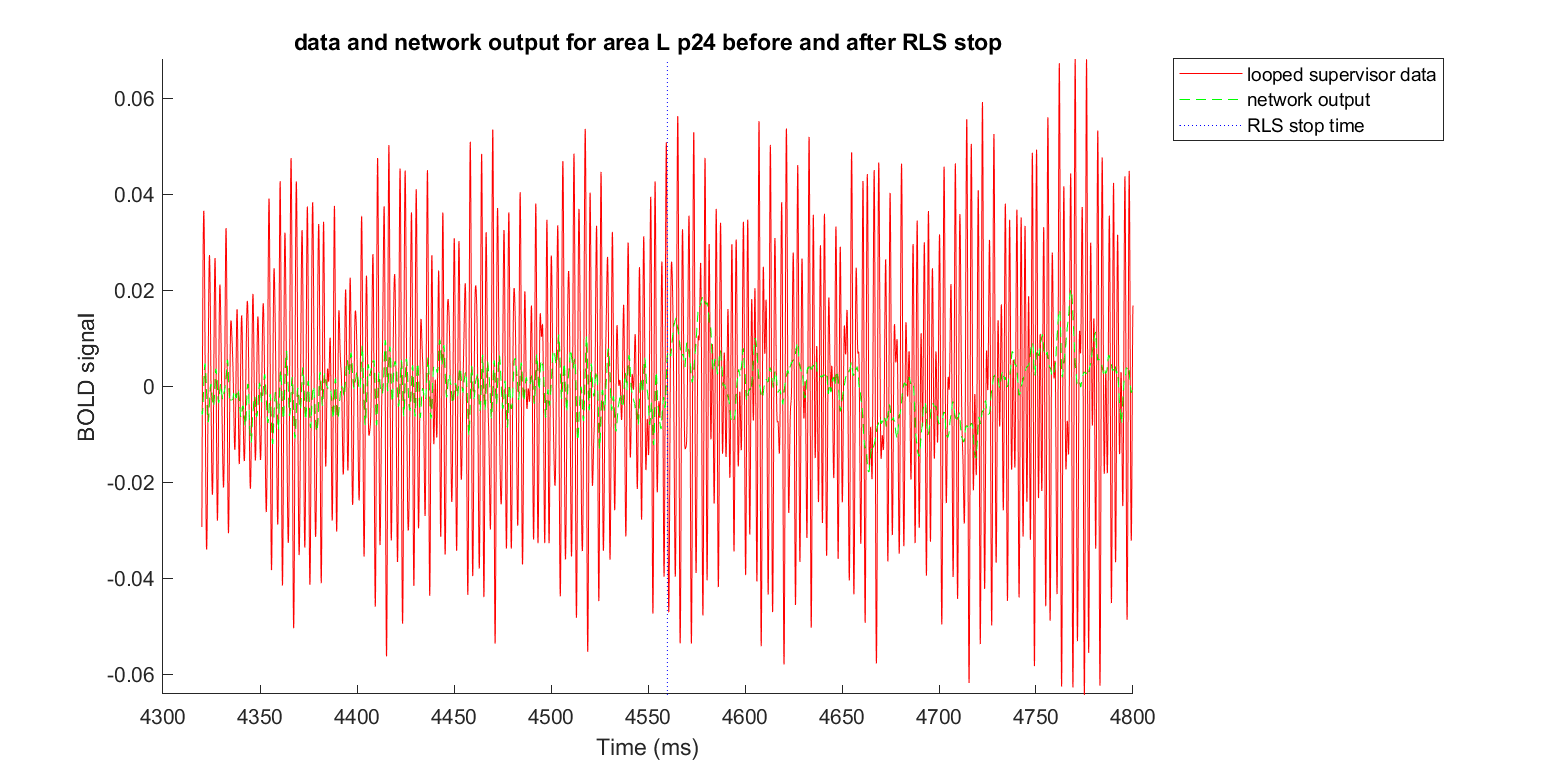 data and network output for area L p24 before and after RLS stop
looped supervisor data
network output
RLS stop time
BOLD signal
0.06
0.04
0.02
0
-0.02
-0.04
-0.06
4300 4350 4400 4450 4500 4550 4600 4650 4700 4750 4800
Time (ms)